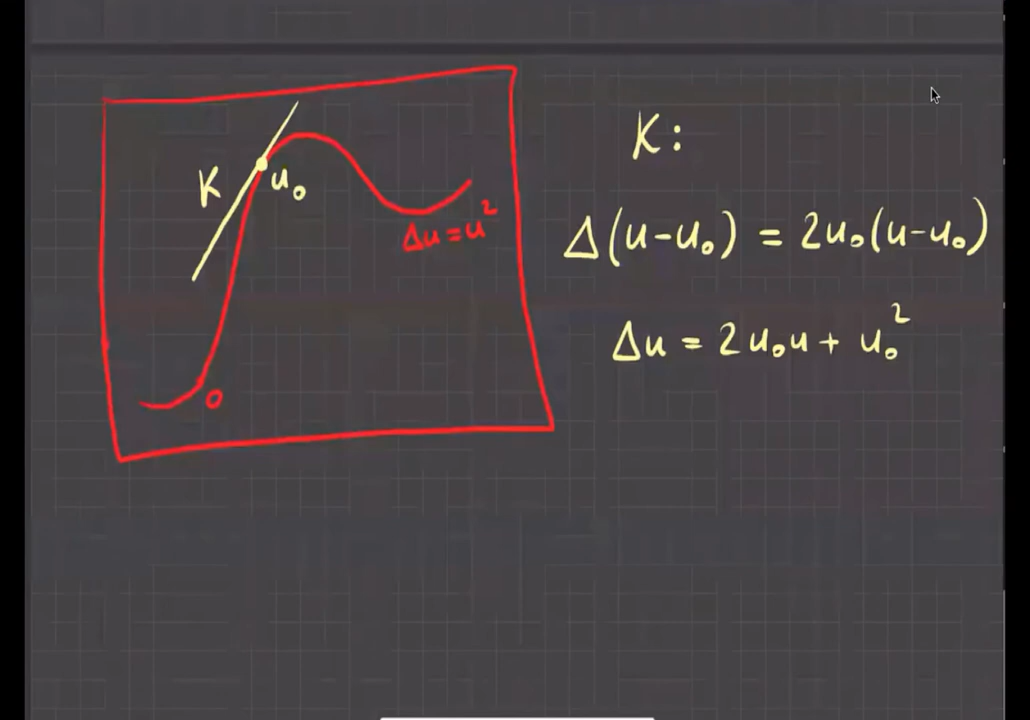 K:
K
u₀
Δu = u²
Δ(u-u₀) = 2u₀(u-u₀)
Δu = 2u₀u + u₀²
0